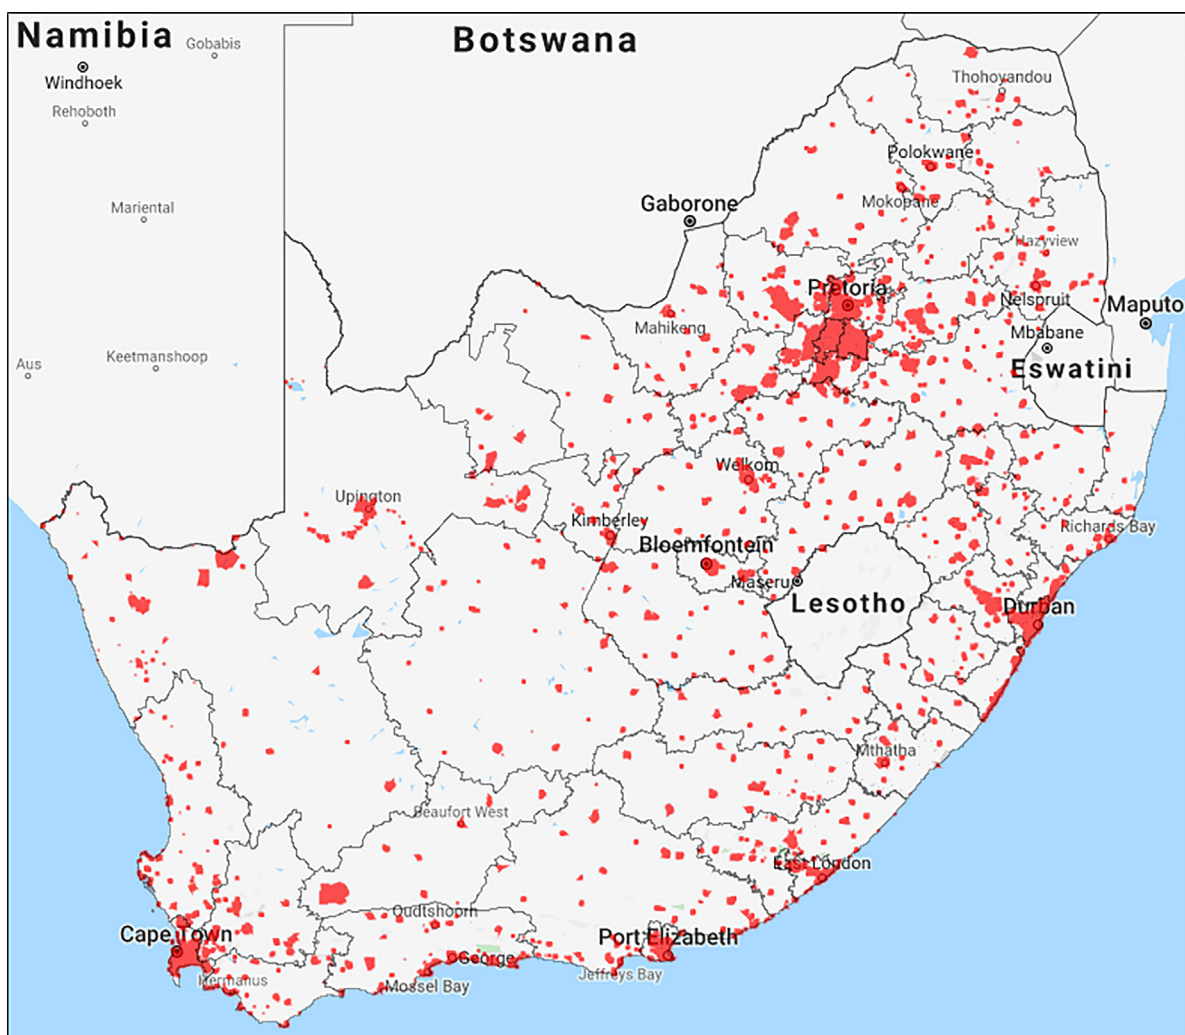 Namibia
Gobabis
Botswana
Windhoek
Thohoyandou
Rehoboth
Polokwane
Gaborone
Mokopane
Mariental
Hazyview
Pretoria
Nelspruit
Maputo
Mahikeng
Mbabane
Aus
Keetmanshoop
Eswatini
Welkom
Upington
Kimberley
Richards Bay
Bloemfontein
Maseru
Lesotho
Durban
Mthatha
Beaufort West
East London
Oudtshoorn
Cape Town
Port Elizabeth
George
Jeffreys Bay
Hermanus
Mossel Bay